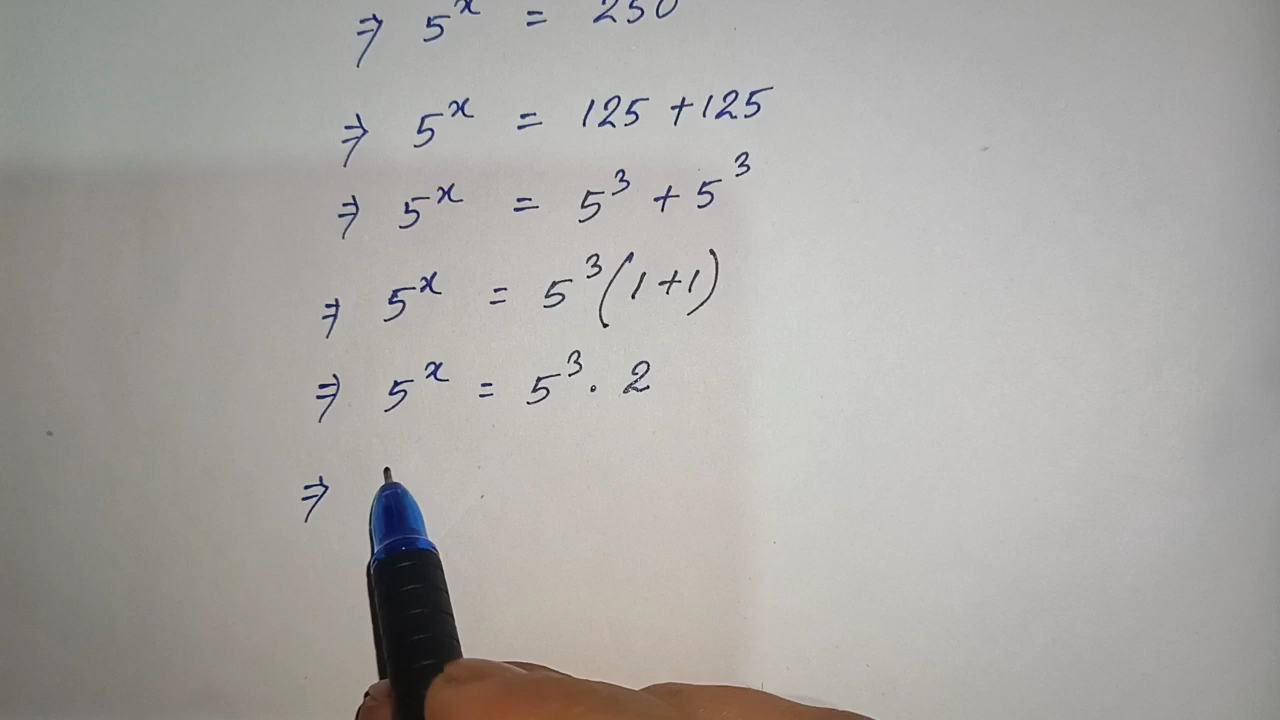 ⇒ 5^x = 250
⇒ 5^x = 125 + 125
⇒ 5^x = 5^3 + 5^3
⇒ 5^x = 5^3 (1+1)
⇒ 5^x = 5^3 . 2
⇒